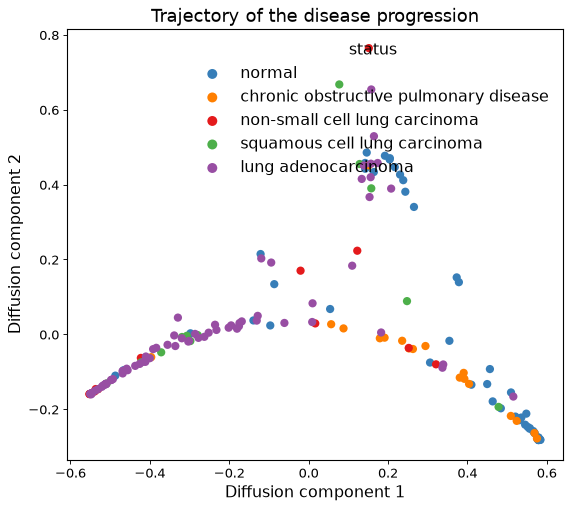 Trajectory of the disease progression
status
normal
chronic obstructive pulmonary disease
non-small cell lung carcinoma
squamous cell lung carcinoma
lung adenocarcinoma
0.8
0.6
0.4
0.2
0.0
−0.2
Diffusion component 2
−0.6 −0.4 −0.2 0.0 0.2 0.4 0.6
Diffusion component 1